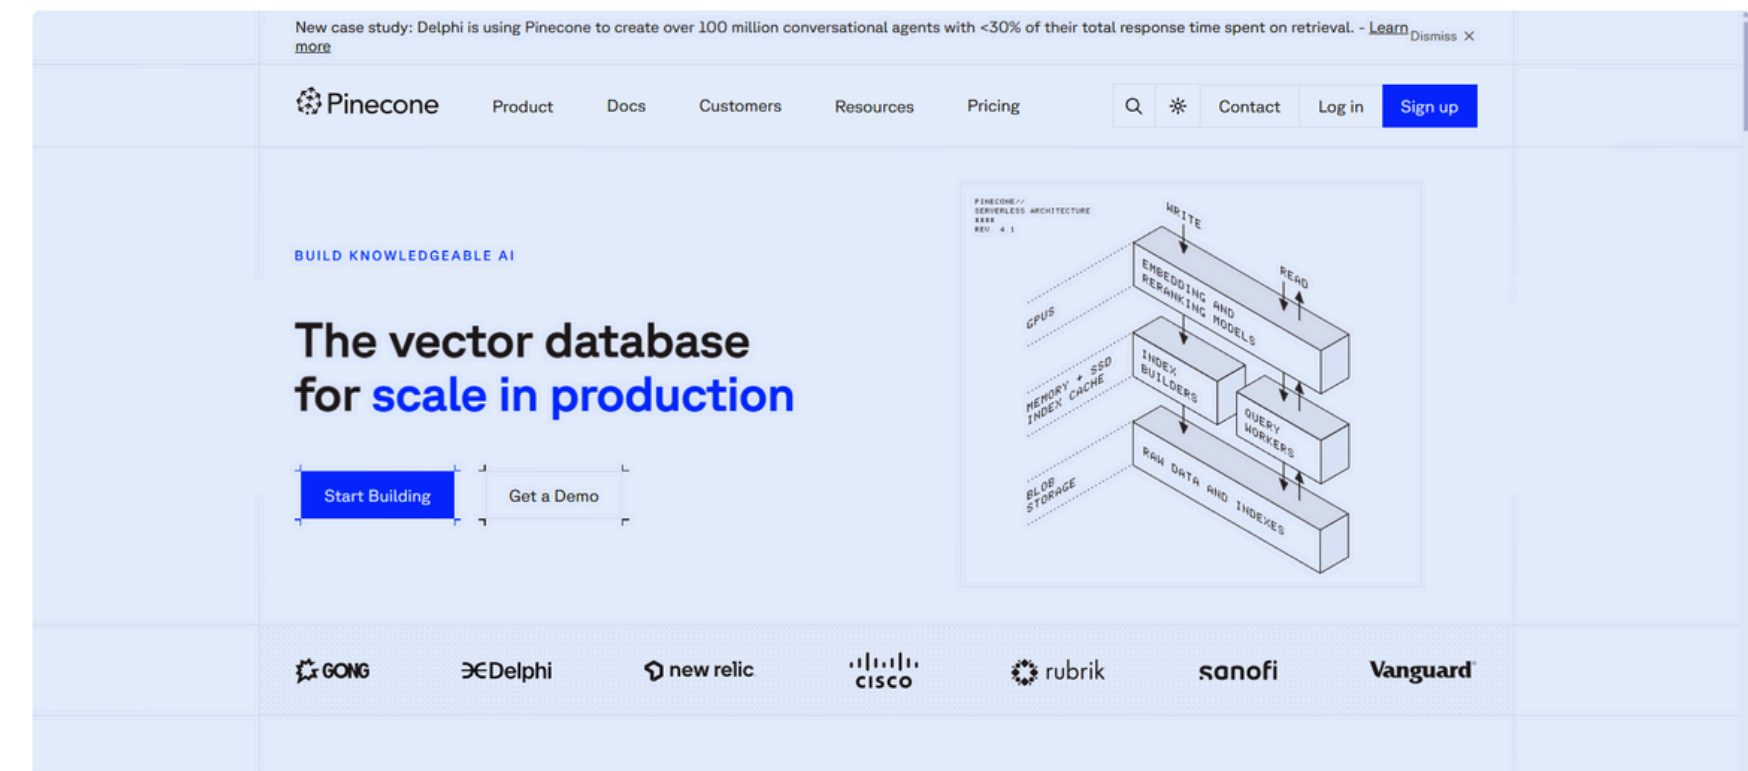 New case study: Delphi is using Pinecone to create over 100 million conversational agents with <30% of their total response time spent on retrieval. - Learn
more
Dismiss ×
Pinecone
Product
Docs
Customers
Resources
Pricing
Contact
Log in
Sign up
BUILD KNOWLEDGEABLE AI
The vector database
for scale in production
Start Building
Get a Demo
PINECONE//
SERVERLESS ARCHITECTURE
####
REV. 4.1
WRITE
READ
EMBEDDING AND
RERANKING MODELS
GPUS
INDEX
BUILDERS
MEMORY + SSD
INDEX CACHE
QUERY
WORKERS
RAW DATA AND INDEXES
BLOB
STORAGE
GONG
Delphi
new relic
CISCO
rubrik
sanofi
Vanguard